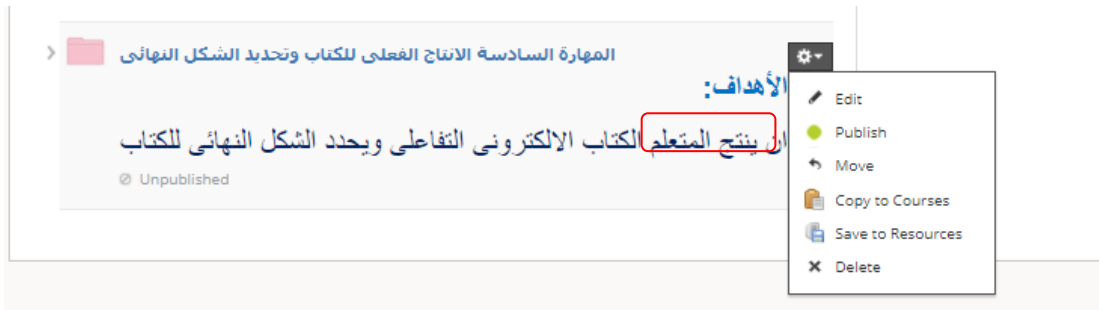 المهارة السادسة الانتاج الفعلى للكتاب وتحديد الشكل النهائى
الأهداف:
ان ينتج المتعلم الكتاب الالكترونى التفاعلى ويحدد الشكل النهائى للكتاب
Unpublished
Edit
Publish
Move
Copy to Courses
Save to Resources
Delete